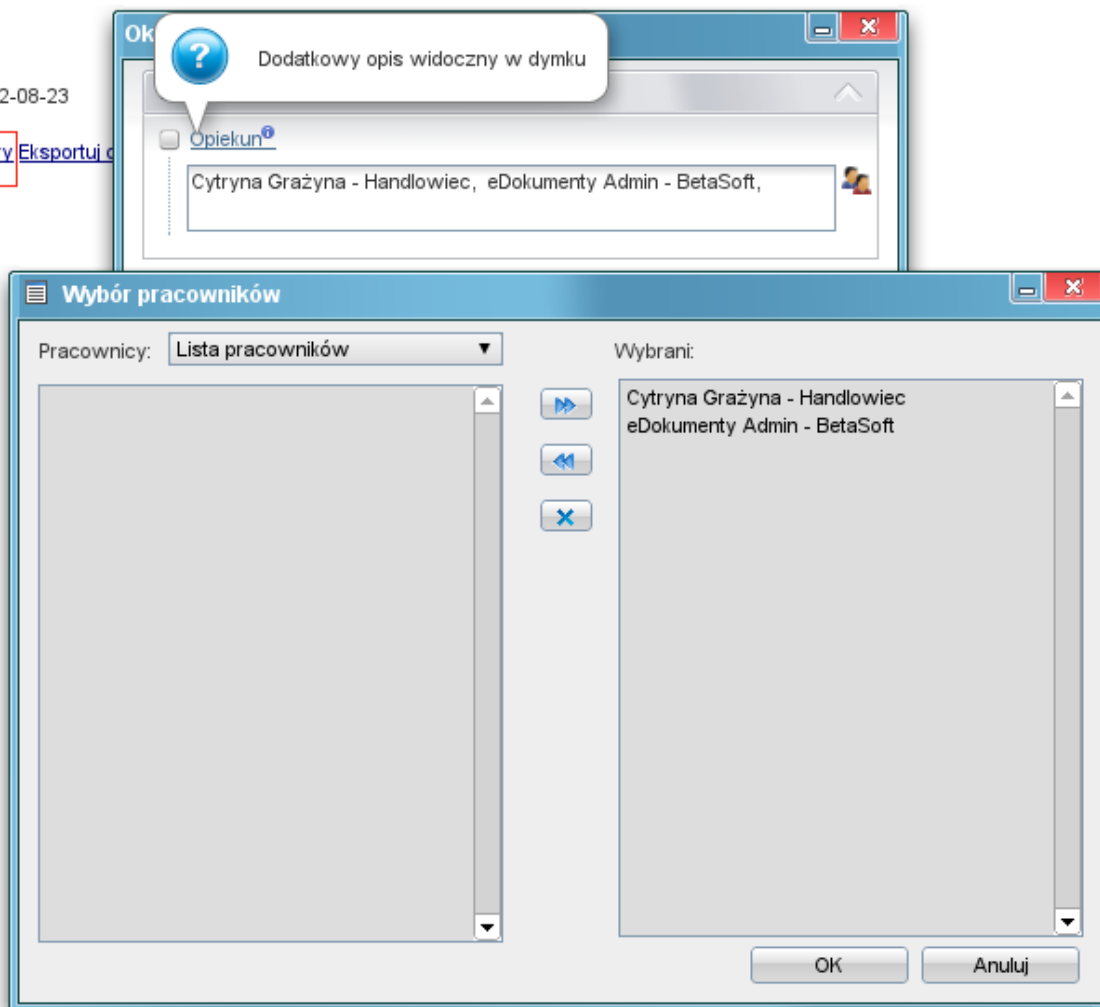 Ok
Dodatkowy opis widoczny w dymku
2-08-23
Opiekun
y Eksportuj
Cytryna Grażyna - Handlowiec, eDokumenty Admin - BetaSoft,
Wybór pracowników
Pracownicy: Lista pracowników
Wybrani:
Cytryna Grażyna - Handlowiec
eDokumenty Admin - BetaSoft
OK
Anuluj